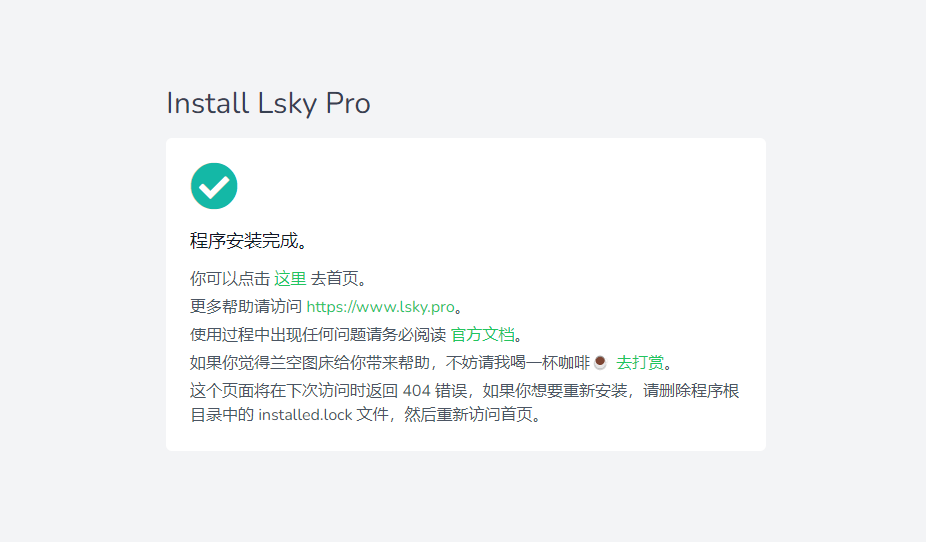 Install Lsky Pro
程序安装完成。
你可以点击 这里 去首页。
更多帮助请访问 https://www.lsky.pro。
使用过程中出现任何问题请务必阅读 官方文档。
如果你觉得兰空图床给你带来帮助，不妨请我喝一杯咖啡☕ 去打赏。
这个页面将在下次访问时返回 404 错误，如果你想要重新安装，请删除程序根
目录中的 installed.lock 文件，然后重新访问首页。